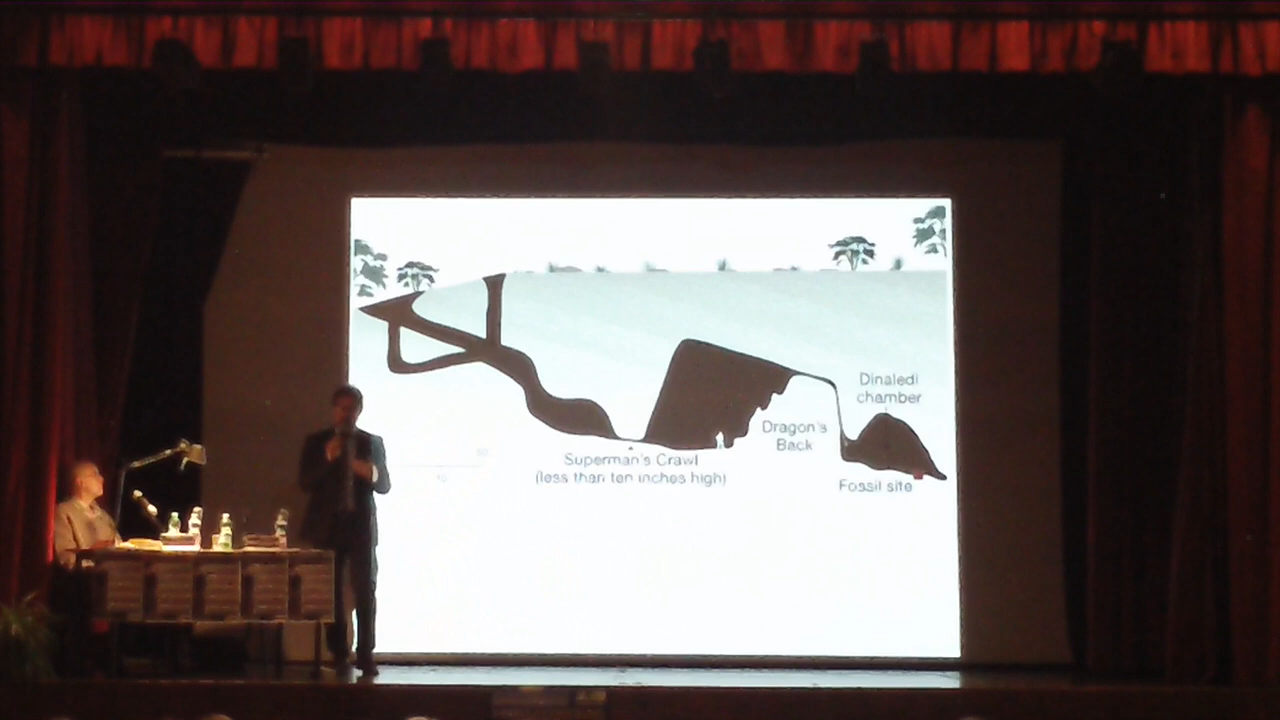 Dinaledi
chamber
Dragon's
Back
Superman's Crawl
(less than ten inches high)
Fossil site